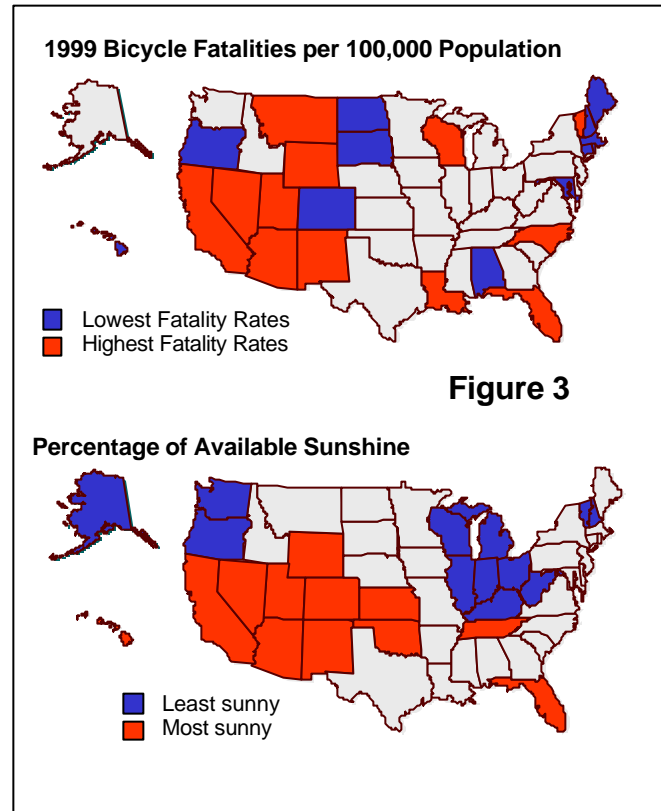 1999 Bicycle Fatalities per 100,000 Population
Lowest Fatality Rates
Highest Fatality Rates
Figure 3
Percentage of Available Sunshine
Least sunny
Most sunny